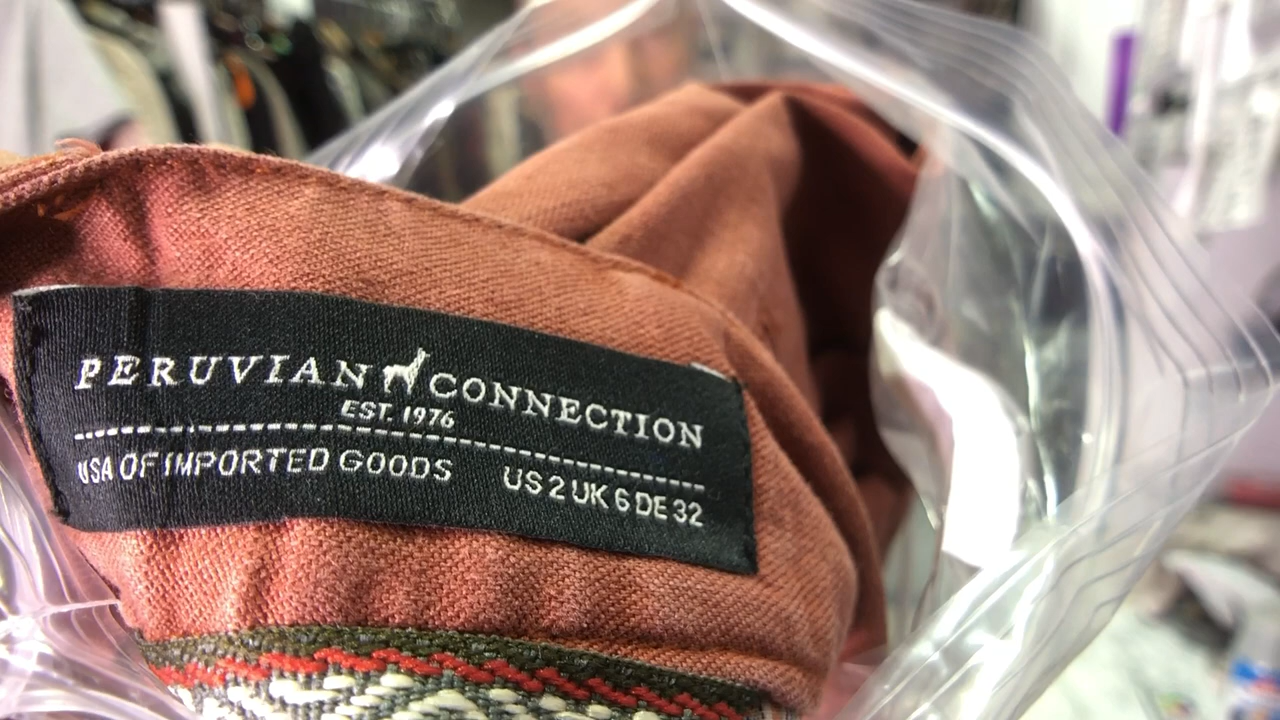 PERUVIAN CONNECTION
EST. 1976
USA OF IMPORTED GOODS US 2 UK 6 DE 32